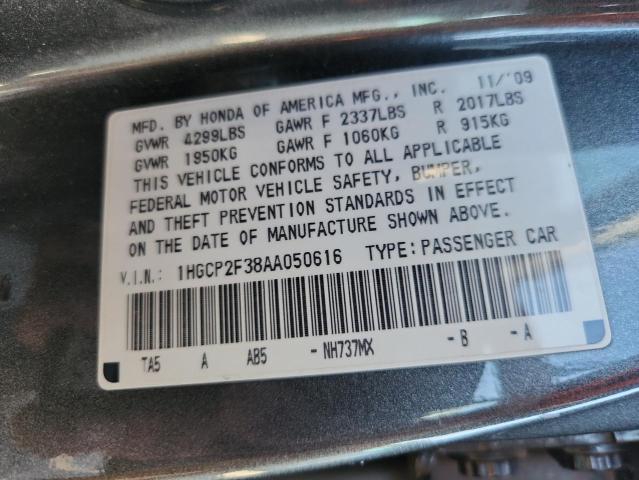 MFD. BY HONDA OF AMERICA MFG., INC. 11/'09
GVWR 4299LBS GAWR F 2337LBS R 2017LBS
GVWR 1950KG GAWR F 1060KG R 915KG
THIS VEHICLE CONFORMS TO ALL APPLICABLE
FEDERAL MOTOR VEHICLE SAFETY, BUMPER,
AND THEFT PREVENTION STANDARDS IN EFFECT
ON THE DATE OF MANUFACTURE SHOWN ABOVE.
V.I.N.: 1HGCP2F38AA050616 TYPE: PASSENGER CAR
TA5 A AB5 -NH737MX -B -A